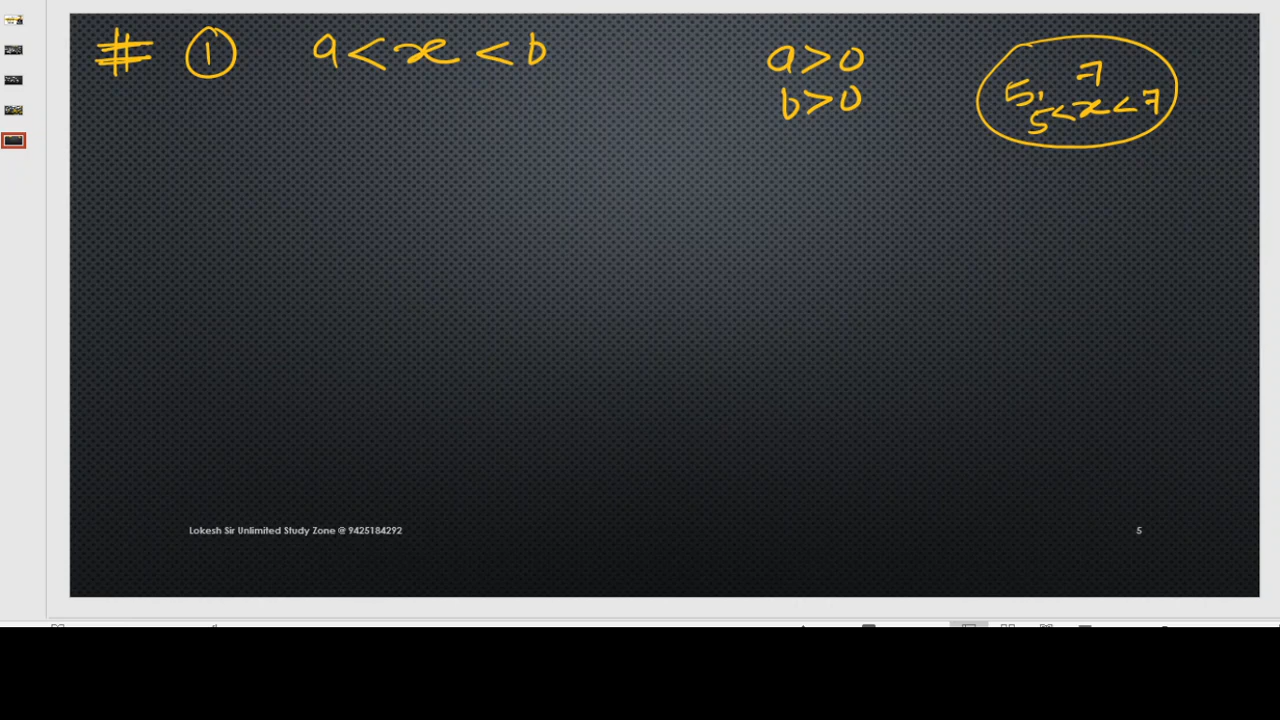 # ① a < x < b
a > 0
b > 0
5, 7
5 < x < 7
Lokesh Sir Unlimited Study Zone @ 9425184292
5